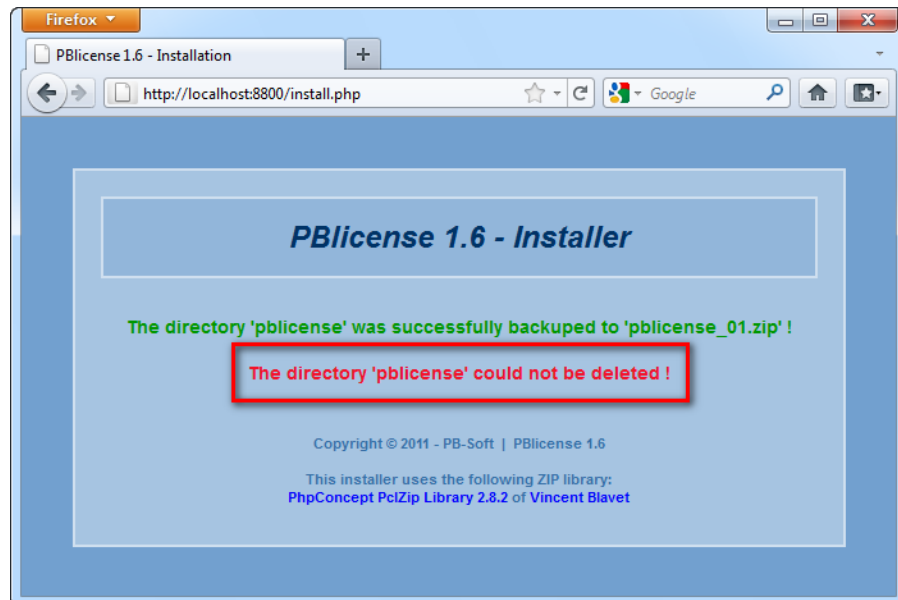 Firefox
PBlicense 1.6 - Installation
http://localhost:8800/install.php
Google
PBlicense 1.6 - Installer
The directory 'pblicense' was successfully backuped to 'pblicense_01.zip' !
The directory 'pblicense' could not be deleted !
Copyright © 2011 - PB-Soft | PBlicense 1.6
This installer uses the following ZIP library:
PhpConcept PclZip Library 2.8.2 of Vincent Blavet